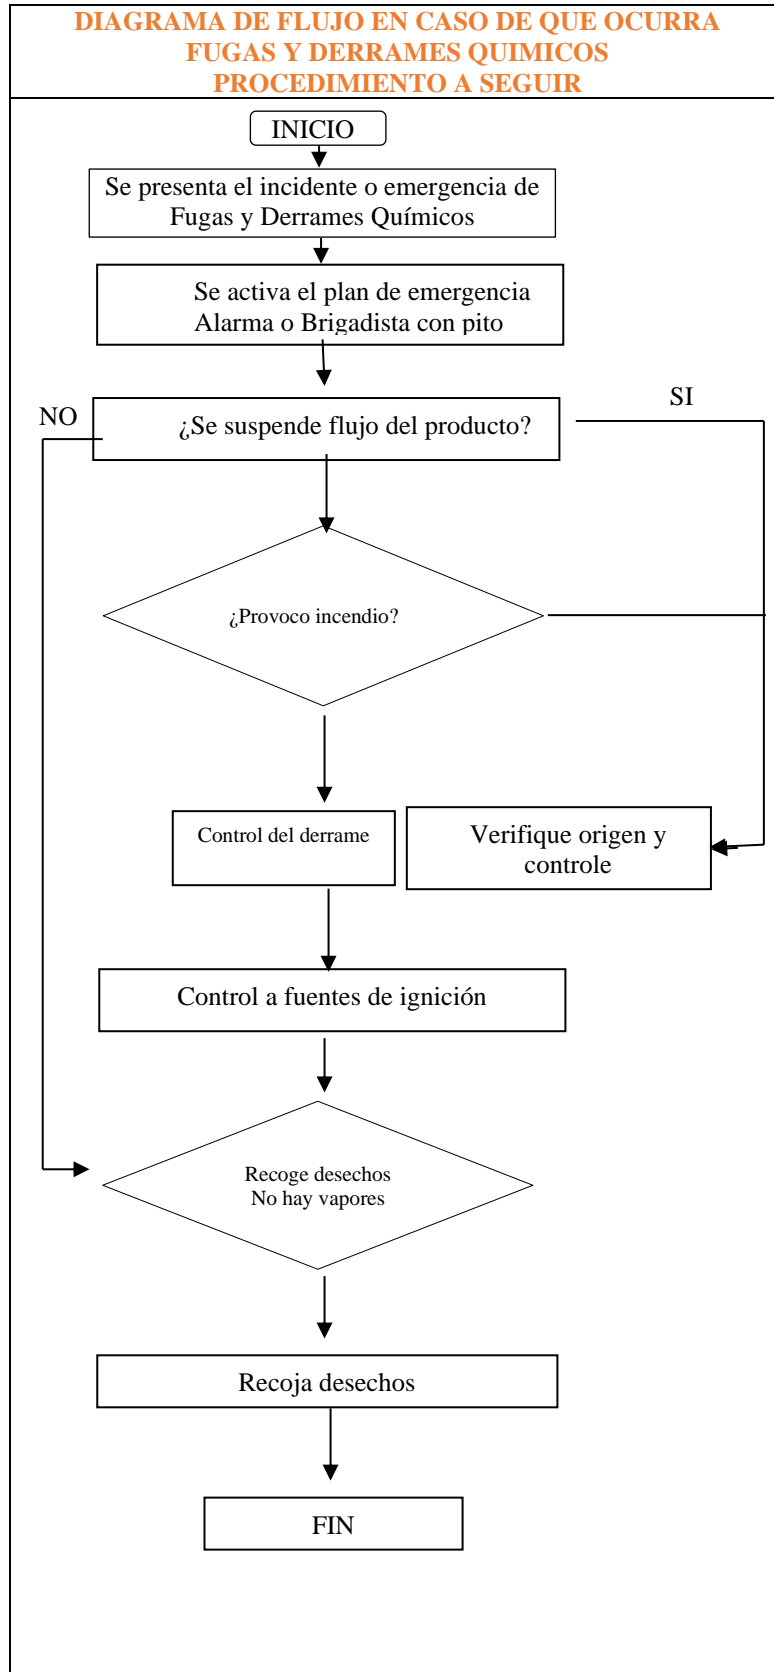 DIAGRAMA DE FLUJO EN CASO DE QUE OCURRA
FUGAS Y DERRAMES QUIMICOS
PROCEDIMIENTO A SEGUIR
INICIO
Se presenta el incidente o emergencia de
Fugas y Derrames Químicos
Se activa el plan de emergencia
Alarma o Brigadista con pito
NO
SI
¿Se suspende flujo del producto?
¿Provoco incendio?
Control del derrame
Verifique origen y
controle
Control a fuentes de ignición
Recoge desechos
No hay vapores
Recoja desechos
FIN